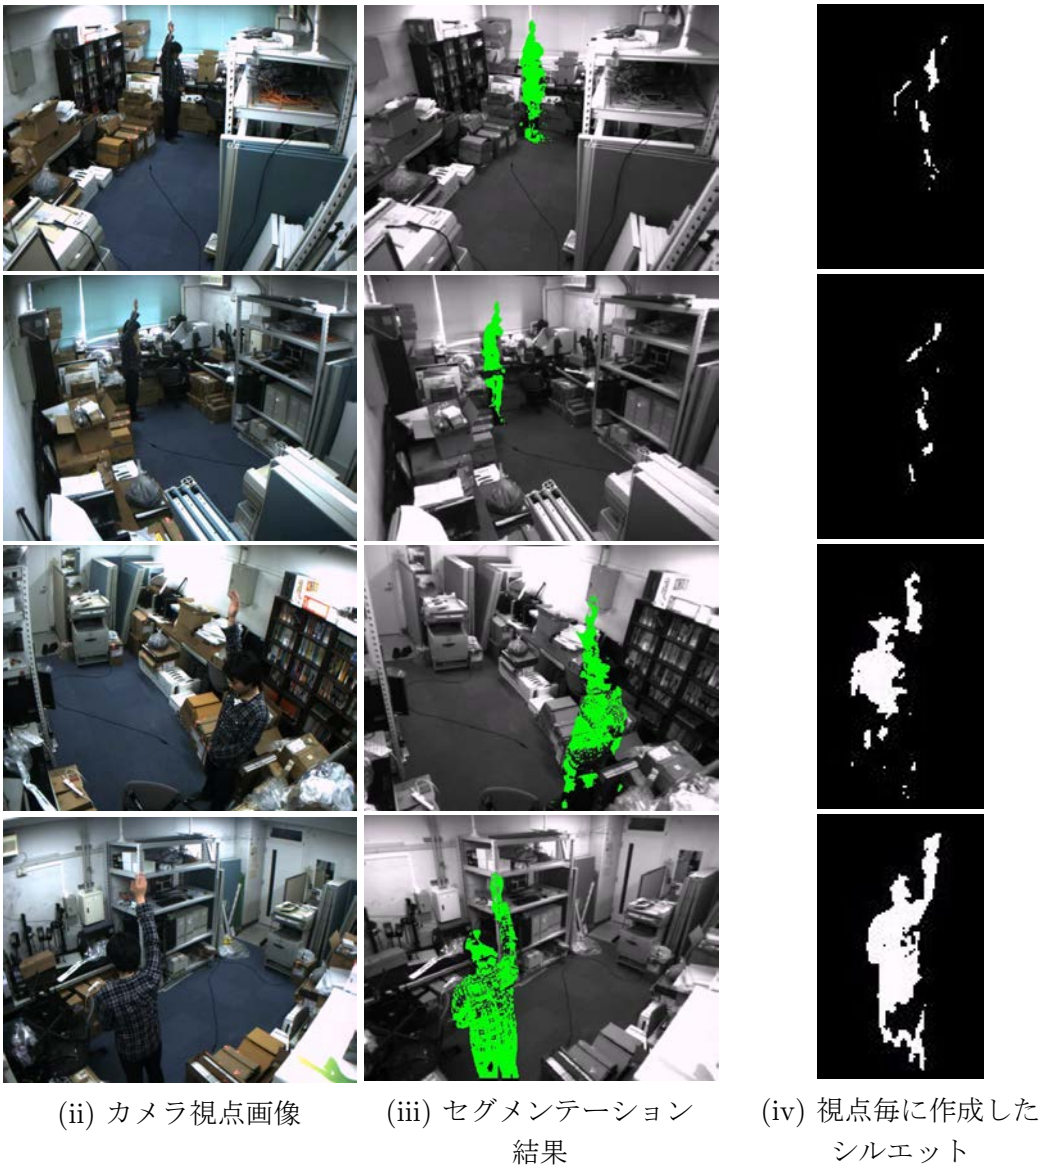 (ii) カメラ視点画像
(iii) セグメンテーション
結果
(iv) 視点毎に作成した
シルエット